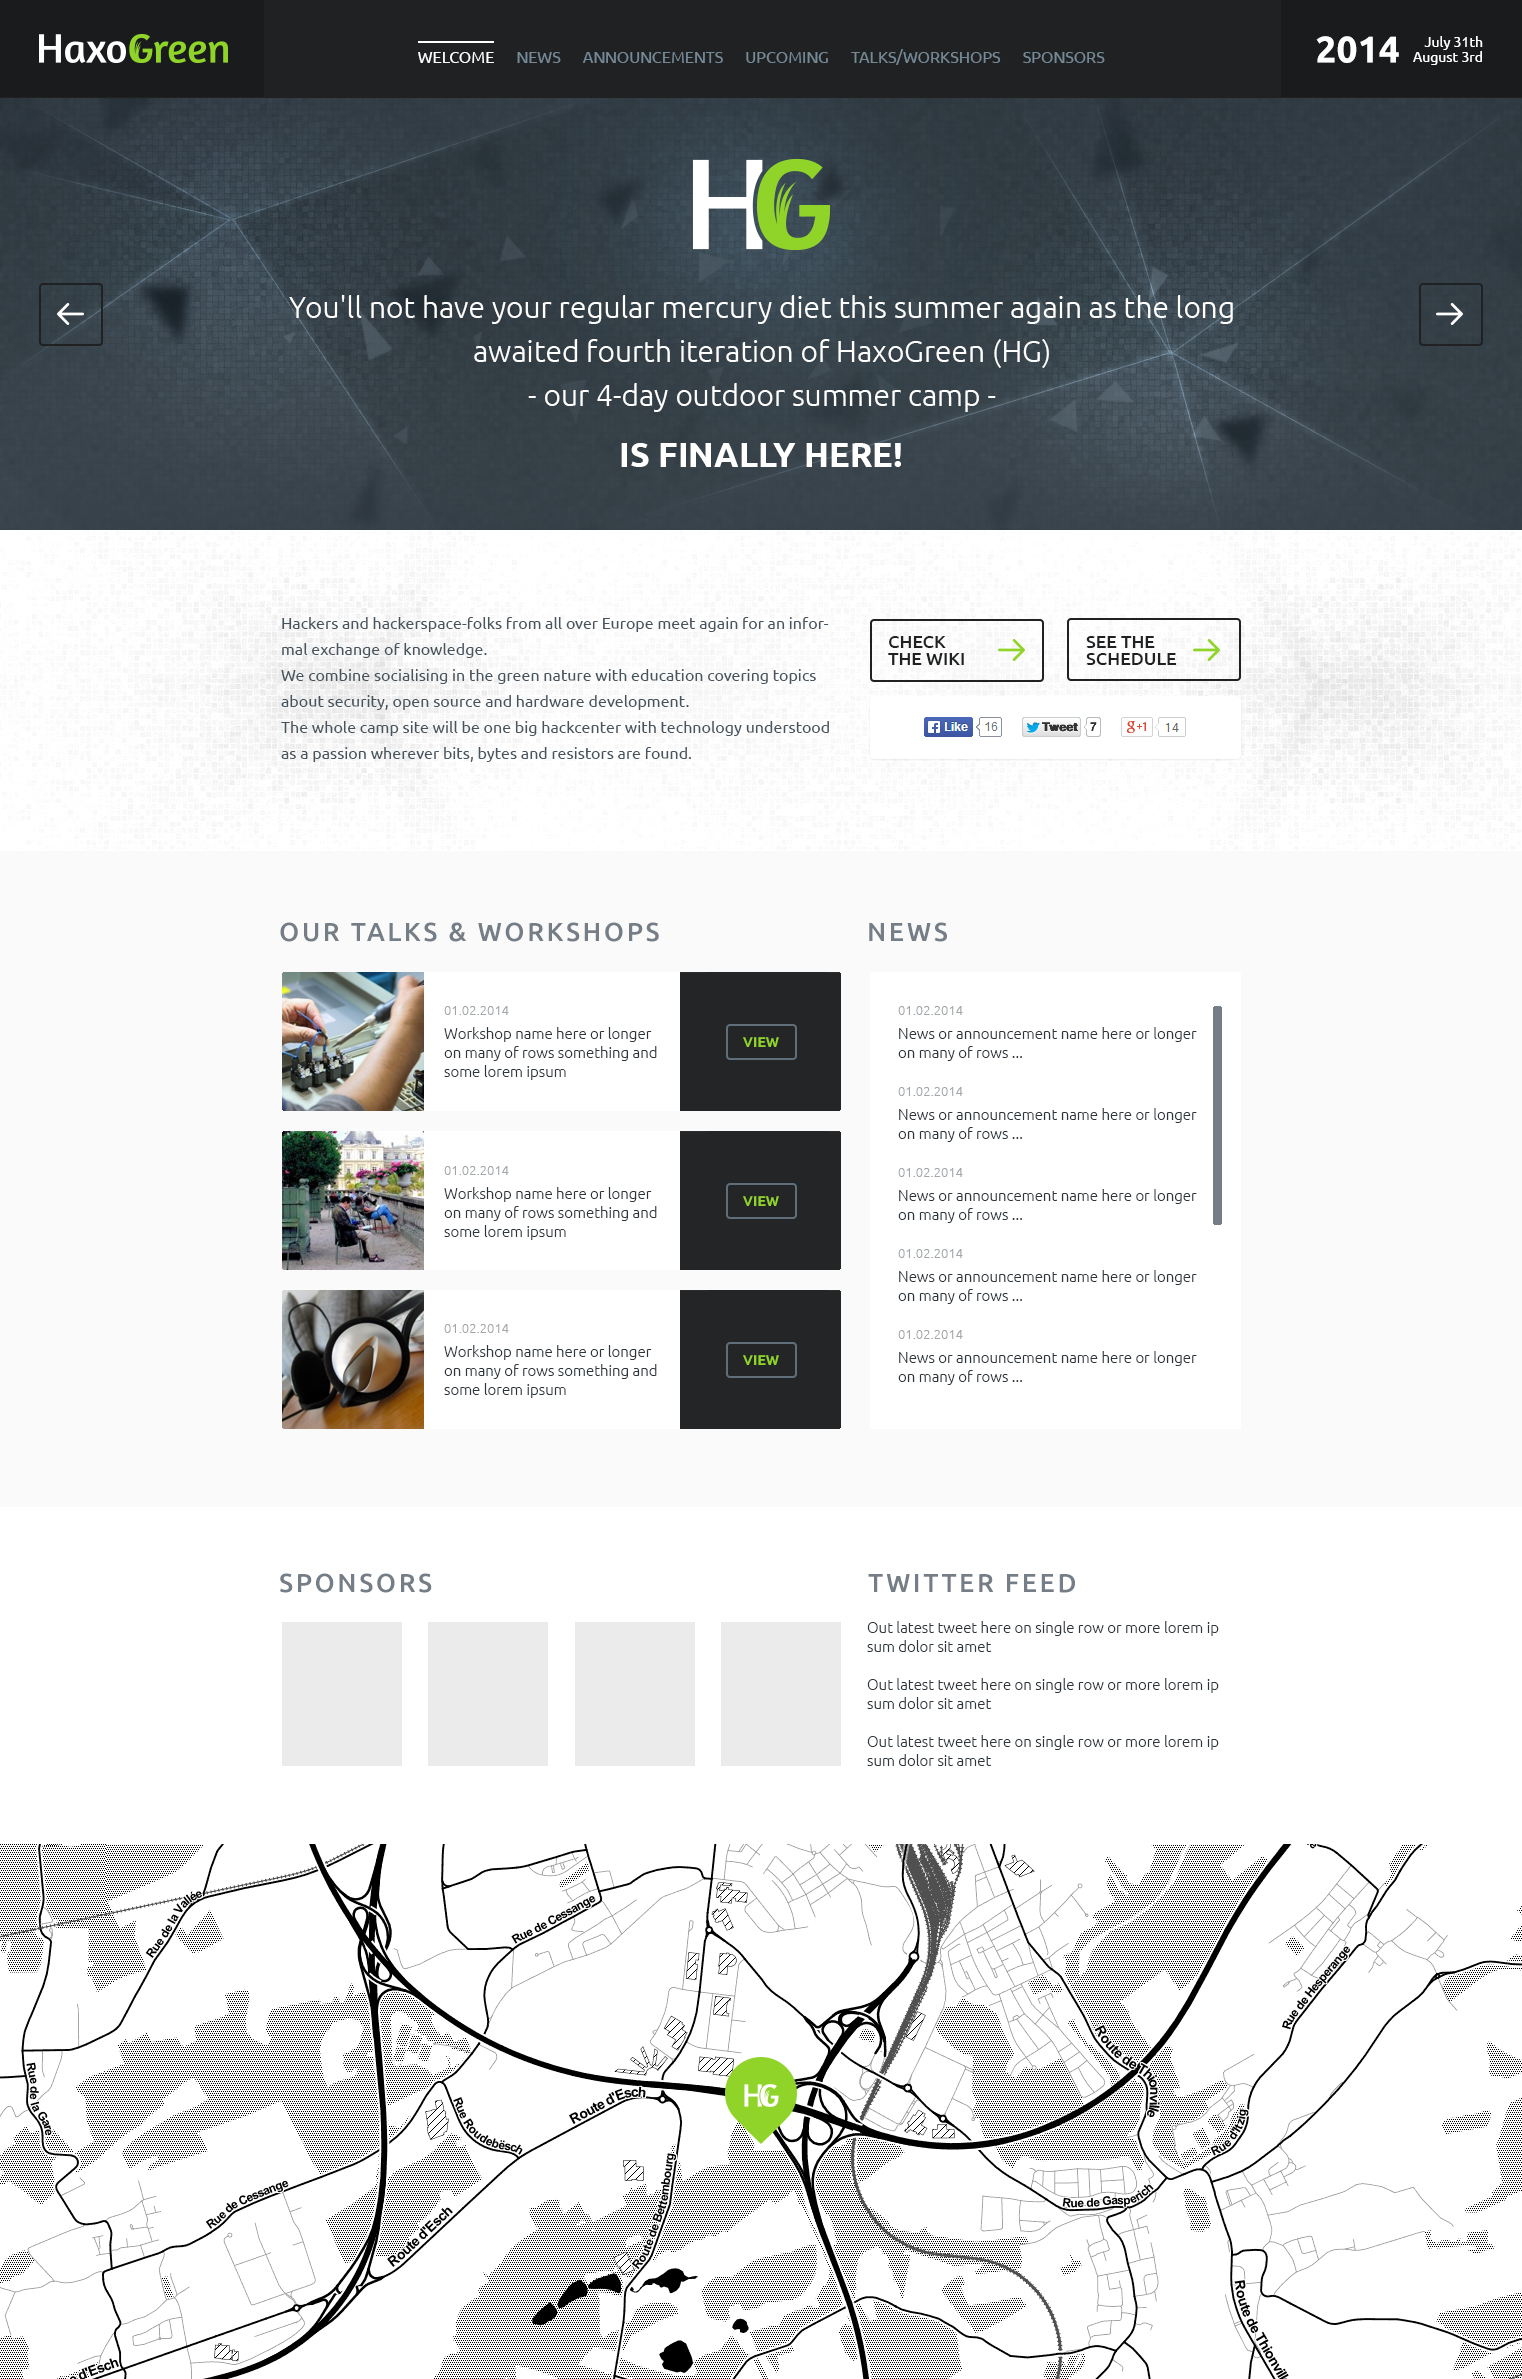 HaxoGreen
WELCOME NEWS ANNOUNCEMENTS UPCOMING TALKS/WORKSHOPS SPONSORS
2014 July 31th
August 3rd
HG
You'll not have your regular mercury diet this summer again as the long
awaited fourth iteration of HaxoGreen (HG)
- our 4-day outdoor summer camp -
IS FINALLY HERE!
Hackers and hackerspace-folks from all over Europe meet again for an infor-
mal exchange of knowledge.
We combine socialising in the green nature with education covering topics
about security, open source and hardware development.
The whole camp site will be one big hackcenter with technology understood
as a passion wherever bits, bytes and resistors are found.
CHECK
THE WIKI
SEE THE
SCHEDULE
Like 16 Tweet 7 g+1 14
OUR TALKS & WORKSHOPS
01.02.2014
Workshop name here or longer
on many of rows something and
some lorem ipsum
VIEW
01.02.2014
Workshop name here or longer
on many of rows something and
some lorem ipsum
VIEW
01.02.2014
Workshop name here or longer
on many of rows something and
some lorem ipsum
VIEW
NEWS
01.02.2014
News or announcement name here or longer
on many of rows ...
01.02.2014
News or announcement name here or longer
on many of rows ...
01.02.2014
News or announcement name here or longer
on many of rows ...
01.02.2014
News or announcement name here or longer
on many of rows ...
01.02.2014
News or announcement name here or longer
on many of rows ...
SPONSORS
TWITTER FEED
Out latest tweet here on single row or more lorem ip
sum dolor sit amet
Out latest tweet here on single row or more lorem ip
sum dolor sit amet
Out latest tweet here on single row or more lorem ip
sum dolor sit amet
Rue de la Vallée
Rue de Cessange
Rue de Hesperange
Route de Thionville
Rue de la Gare
Rue Roudebësch
Route d'Esch
HG
Rue d'Itzig
Rue de Bettembourg
Rue de Cessange
Rue de Gasperich
Route d'Esch
Route de Thionvill
d'Esch